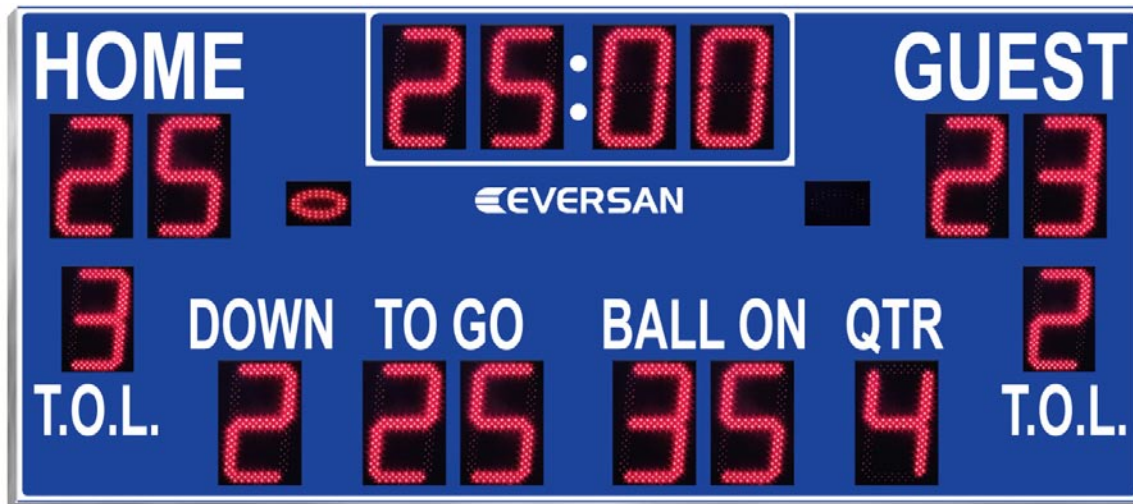 HOME 25:00 GUEST
25 EVERSAN 23
3 DOWN TO GO BALL ON QTR 2
T.O.L. 2 25 35 4 T.O.L.